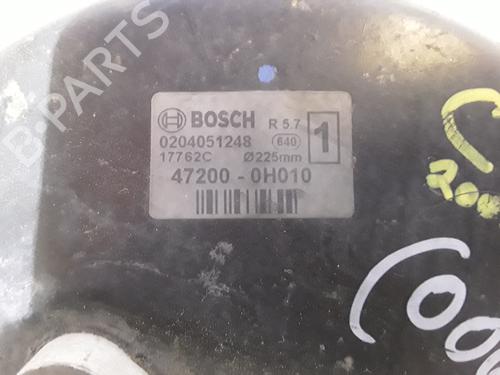 B-PARTS
BOSCH R 5.7 1
0204051248 640
17762C Ø225mm
47200 - 0H010